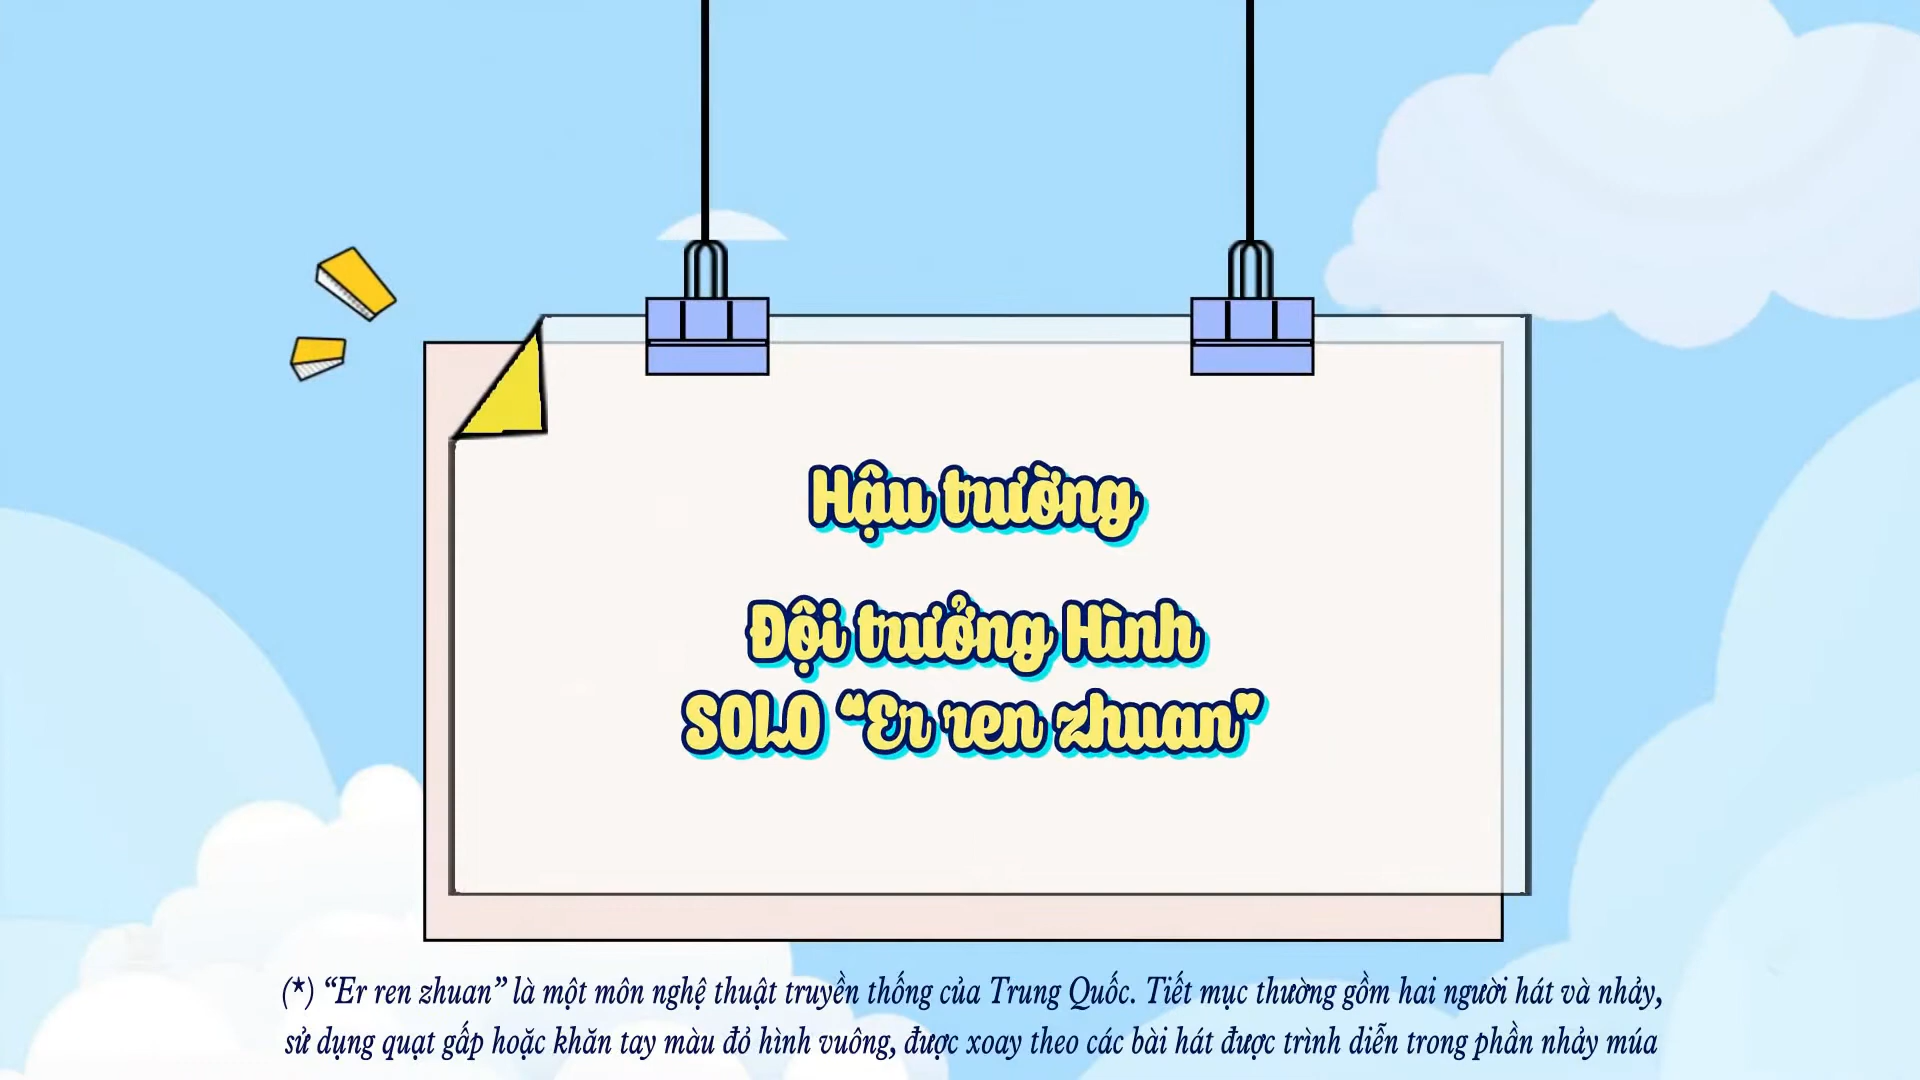 Hậu trường
Đội trưởng Hình
SOLO “Er ren zhuan”
(*) “Er ren zhuan” là một môn nghệ thuật truyền thống của Trung Quốc. Tiết mục thường gồm hai người hát và nhảy,
sử dụng quạt gấp hoặc khăn tay màu đỏ hình vuông, được xoay theo các bài hát được trình diễn trong phần nhảy múa